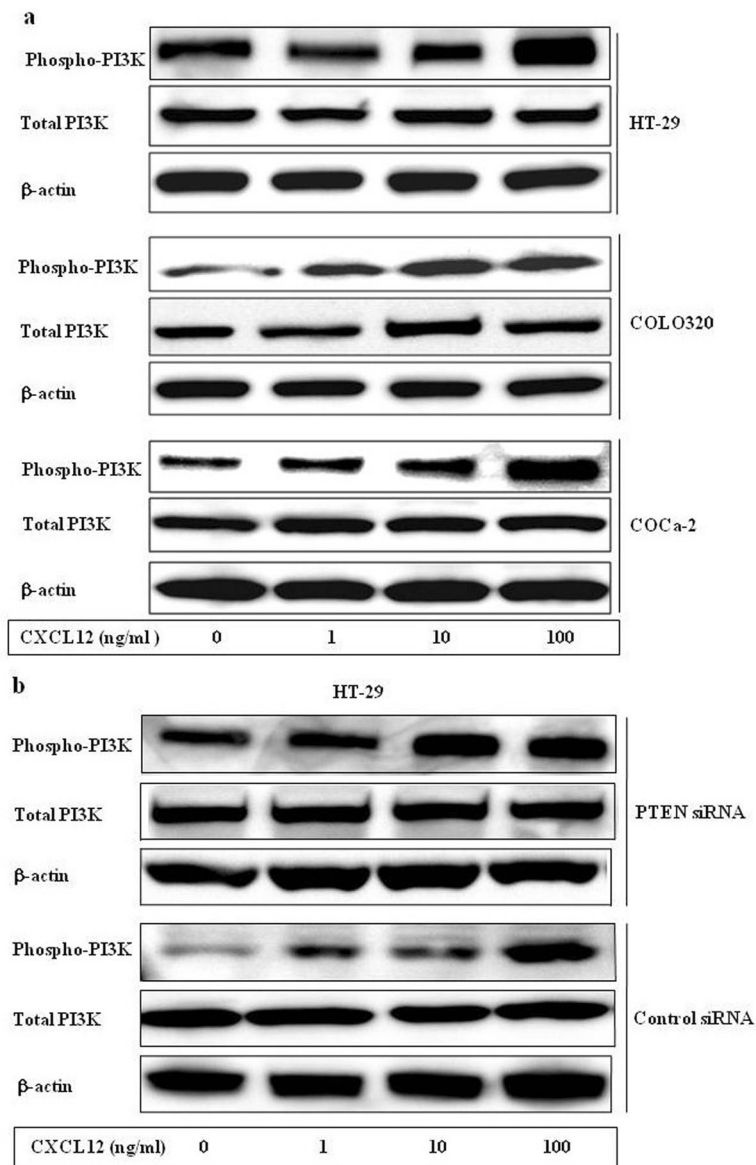 a
Phospho-PI3K
Total PI3K
HT-29
β-actin
Phospho-PI3K
Total PI3K
COLO320
β-actin
Phospho-PI3K
Total PI3K
COCa-2
β-actin
CXCL12 (ng/ml ) 0 1 10 100
b
HT-29
Phospho-PI3K
Total PI3K
PTEN siRNA
β-actin
Phospho-PI3K
Total PI3K
Control siRNA
β-actin
CXCL12 (ng/ml) 0 1 10 100